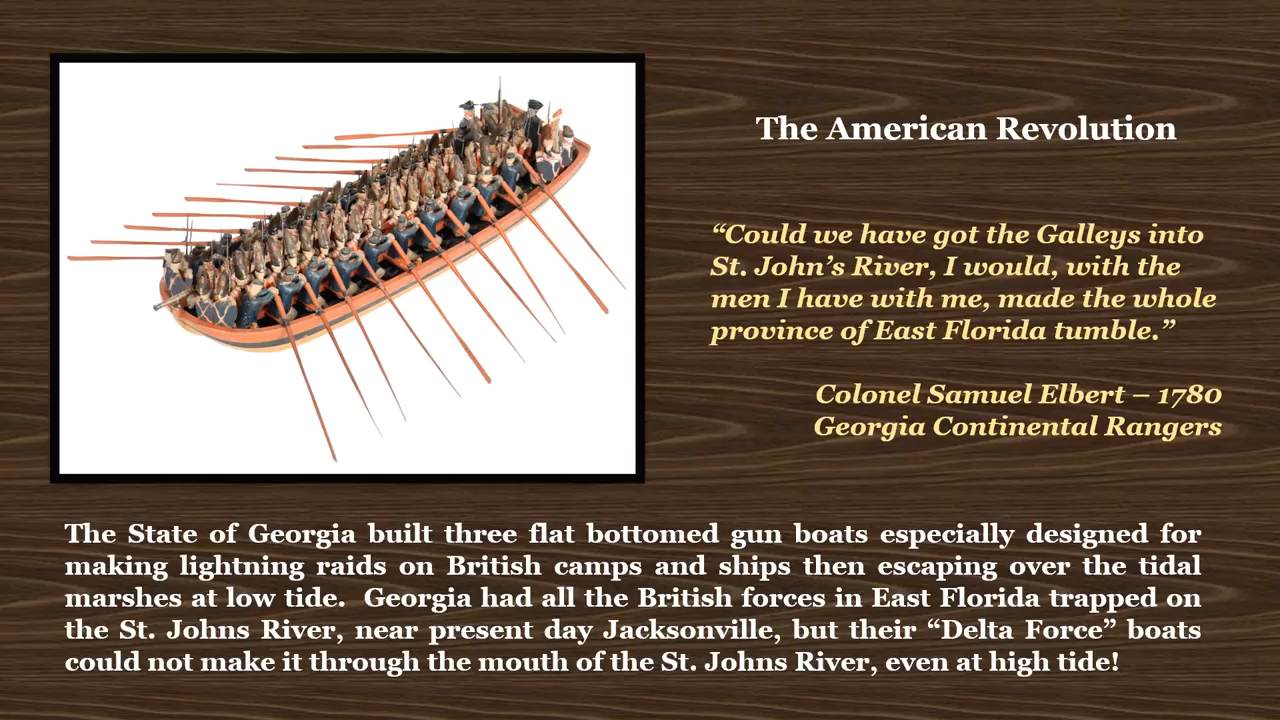 The American Revolution
“Could we have got the Galleys into
St. John’s River, I would, with the
men I have with me, made the whole
province of East Florida tumble.”
Colonel Samuel Elbert – 1780
Georgia Continental Rangers
The State of Georgia built three flat bottomed gun boats especially designed for
making lightning raids on British camps and ships then escaping over the tidal
marshes at low tide.  Georgia had all the British forces in East Florida trapped on
the St. Johns River, near present day Jacksonville, but their “Delta Force” boats
could not make it through the mouth of the St. Johns River, even at high tide!